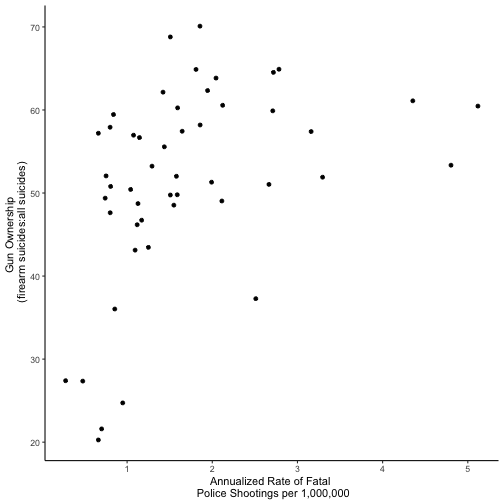 70
60
50
40
30
20
Gun Ownership
(firearm suicides:all suicides)
1
2
3
4
5
Annualized Rate of Fatal
Police Shootings per 1,000,000